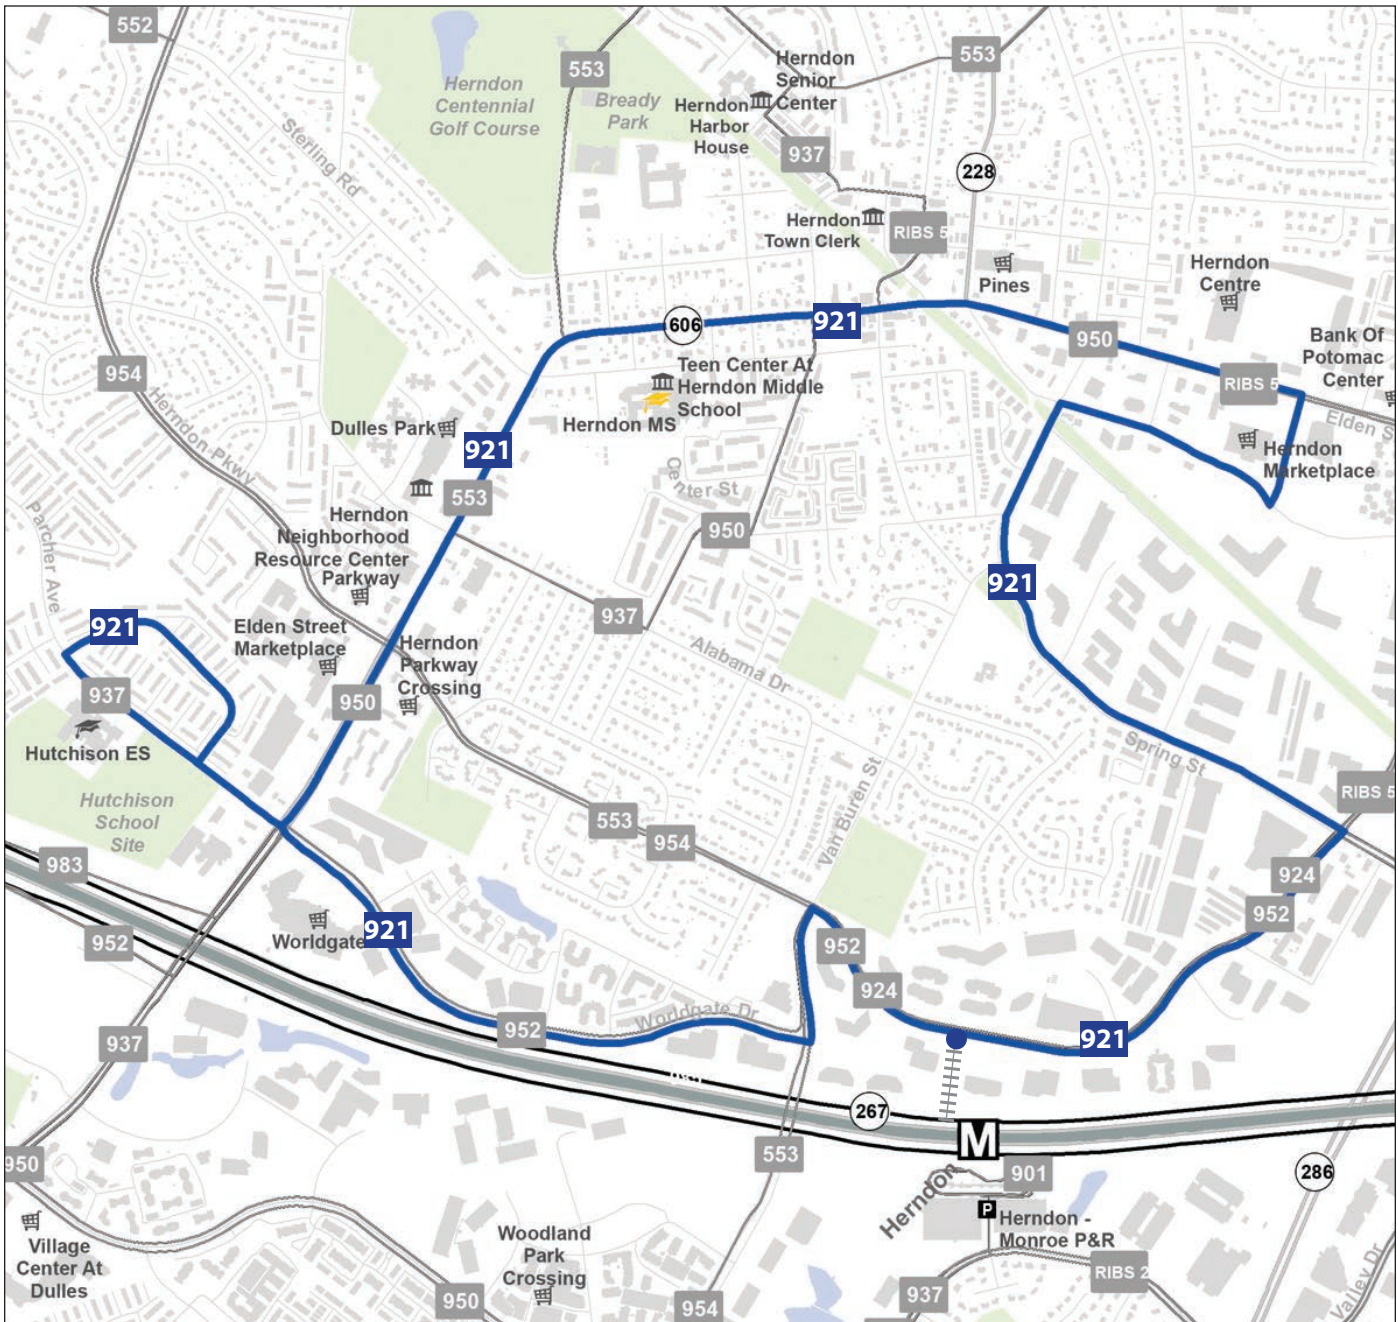 552
553
Herndon
Senior
Center
553
Herndon
Centennial
Golf Course
Bready
Park
Herndon
Harbor
House
Sterling Rd
937
228
Herndon
Town Clerk
RIBS 5
Pines
Herndon
Centre
606
921
950
Bank Of
Potomac
Center
954
Teen Center At
Herndon Middle
School
RIBS 5
Herndon Pkwy
Herndon MS
Elden S
Dulles Park
921
Herndon
Marketplace
Center St
553
Parcher Ave
Herndon
Neighborhood
Resource Center
Parkway
950
921
937
921
Elden Street
Marketplace
Herndon
Parkway
Crossing
Alabama Dr
937
950
Hutchison ES
Spring St
Hutchison
School
Site
Van Buren St
RIBS 5
553
954
983
924
952
Worldgate
921
952
952
924
952
Worldgate Dr
921
937
267
M
553
901
286
950
Herndon
P
Herndon -
Monroe P&R
Village
Center At
Dulles
Woodland
Park
Crossing
RIBS 2
Valley Dr
950
954
937